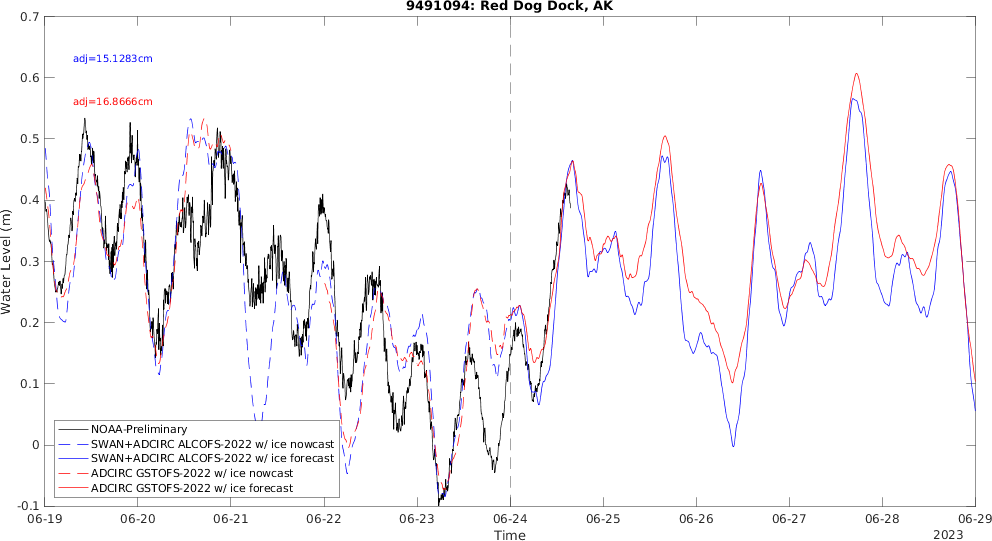 9491094: Red Dog Dock, AK
0.7
adj=15.1283cm
0.6
adj=16.8666cm
0.5
0.4
0.3
0.2
0.1
0
-0.1
Water Level (m)
NOAA-Preliminary
SWAN+ADCIRC ALCOFS-2022 w/ ice nowcast
SWAN+ADCIRC ALCOFS-2022 w/ ice forecast
ADCIRC GSTOFS-2022 w/ ice nowcast
ADCIRC GSTOFS-2022 w/ ice forecast
06-19 06-20 06-21 06-22 06-23 06-24 06-25 06-26 06-27 06-28 06-29
Time
2023